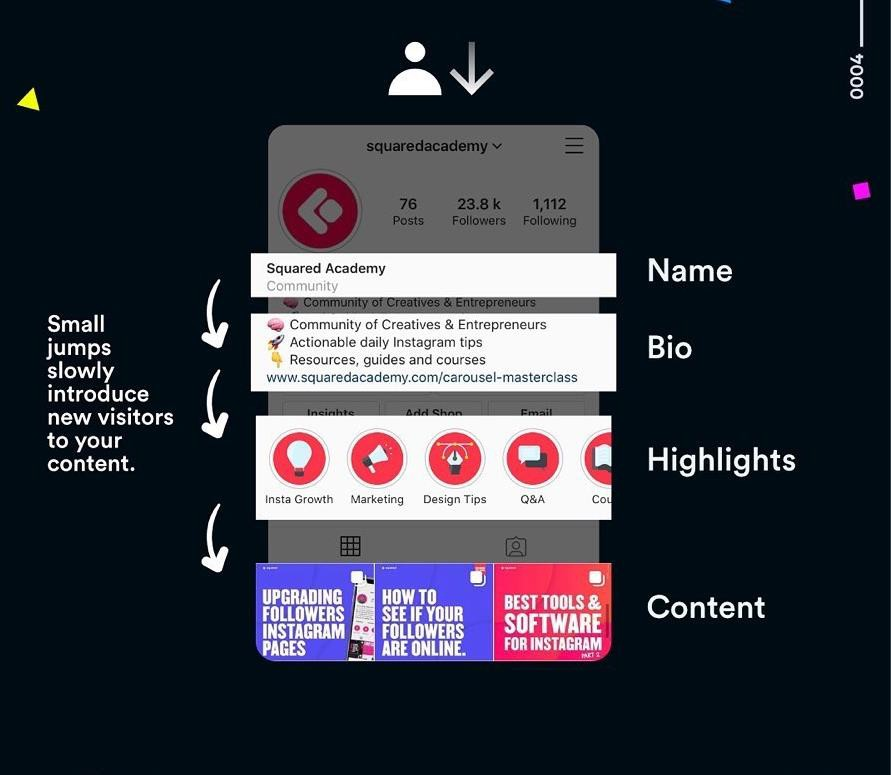 0004
squaredacademy
76
23.8 k
1,112
Posts
Followers
Following
Squared Academy
Community
Name
🧠 Community of Creatives & Entrepreneurs
🧠 Community of Creatives & Entrepreneurs
🚀 Actionable daily Instagram tips
👇 Resources, guides and courses
www.squaredacademy.com/carousel-masterclass
Bio
Small
jumps
slowly
introduce
new visitors
to your
content.
Insights
Add Shop
Email
Insta Growth
Marketing
Design Tips
Q&A
Cou
Highlights
UPGRADING
FOLLOWERS
INSTAGRAM
PAGES
HOW TO
SEE IF YOUR
FOLLOWERS
ARE ONLINE.
BEST TOOLS &
SOFTWARE
FOR INSTAGRAM
PART 2
Content